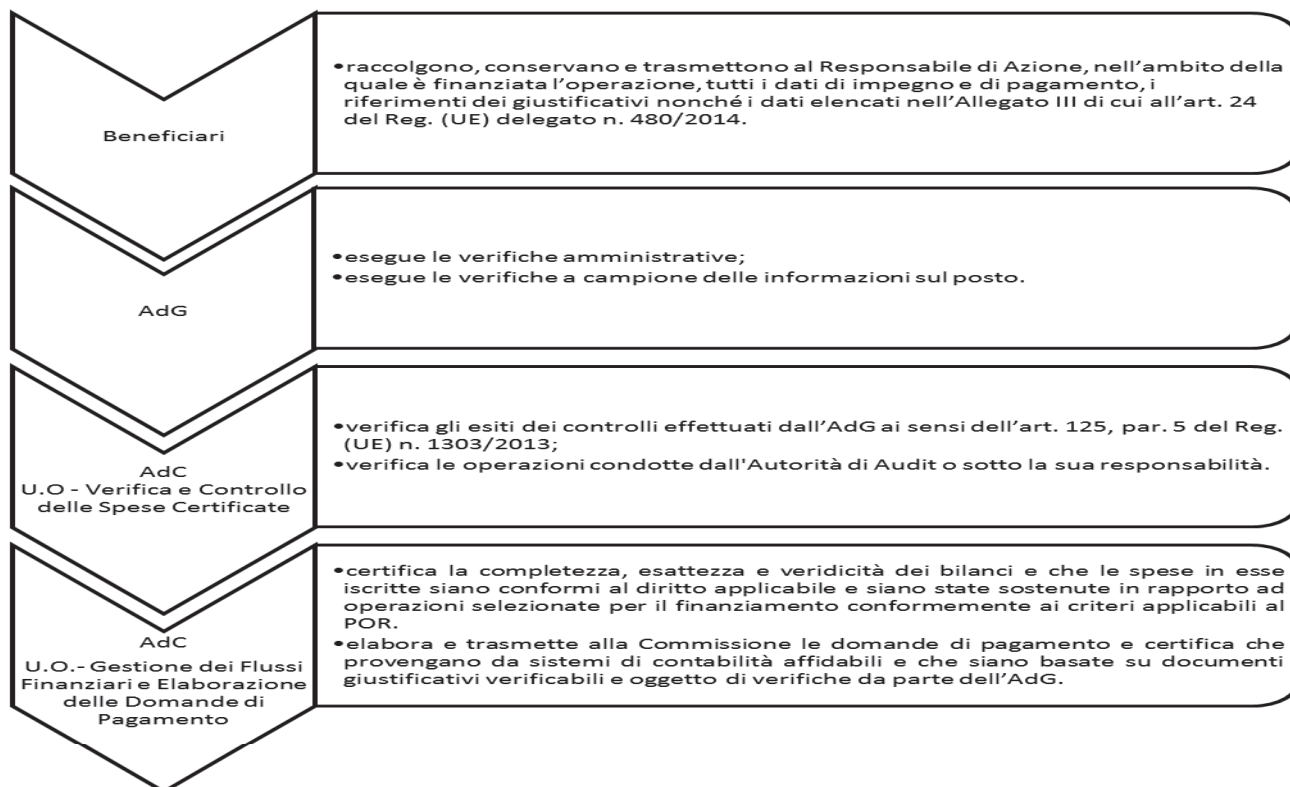 Beneficiari
•raccolgono, conservano e trasmettono al Responsabile di Azione, nell'ambito della
quale è finanziata l'operazione, tutti i dati di impegno e di pagamento, i
riferimenti dei giustificativi nonché i dati elencati nell'Allegato III di cui all'art. 24
del Reg. (UE) delegato n. 480/2014.
AdG
•esegue le verifiche amministrative;
•esegue le verifiche a campione delle informazioni sul posto.
AdC
U.O - Verifica e Controllo
delle Spese Certificate
•verifica gli esiti dei controlli effettuati dall'AdG ai sensi dell'art. 125, par. 5 del Reg.
(UE) n. 1303/2013;
•verifica le operazioni condotte dall'Autorità di Audit o sotto la sua responsabilità.
AdC
U.O.- Gestione dei Flussi
Finanziari e Elaborazione
delle Domande di
Pagamento
•certifica la completezza, esattezza e veridicità dei bilanci e che le spese in esse
iscritte siano conformi al diritto applicabile e siano state sostenute in rapporto ad
operazioni selezionate per il finanziamento conformemente ai criteri applicabili al
POR.
•elabora e trasmette alla Commissione le domande di pagamento e certifica che
provengano da sistemi di contabilità affidabili e che siano basate su documenti
giustificativi verificabili e oggetto di verifiche da parte dell'AdG.